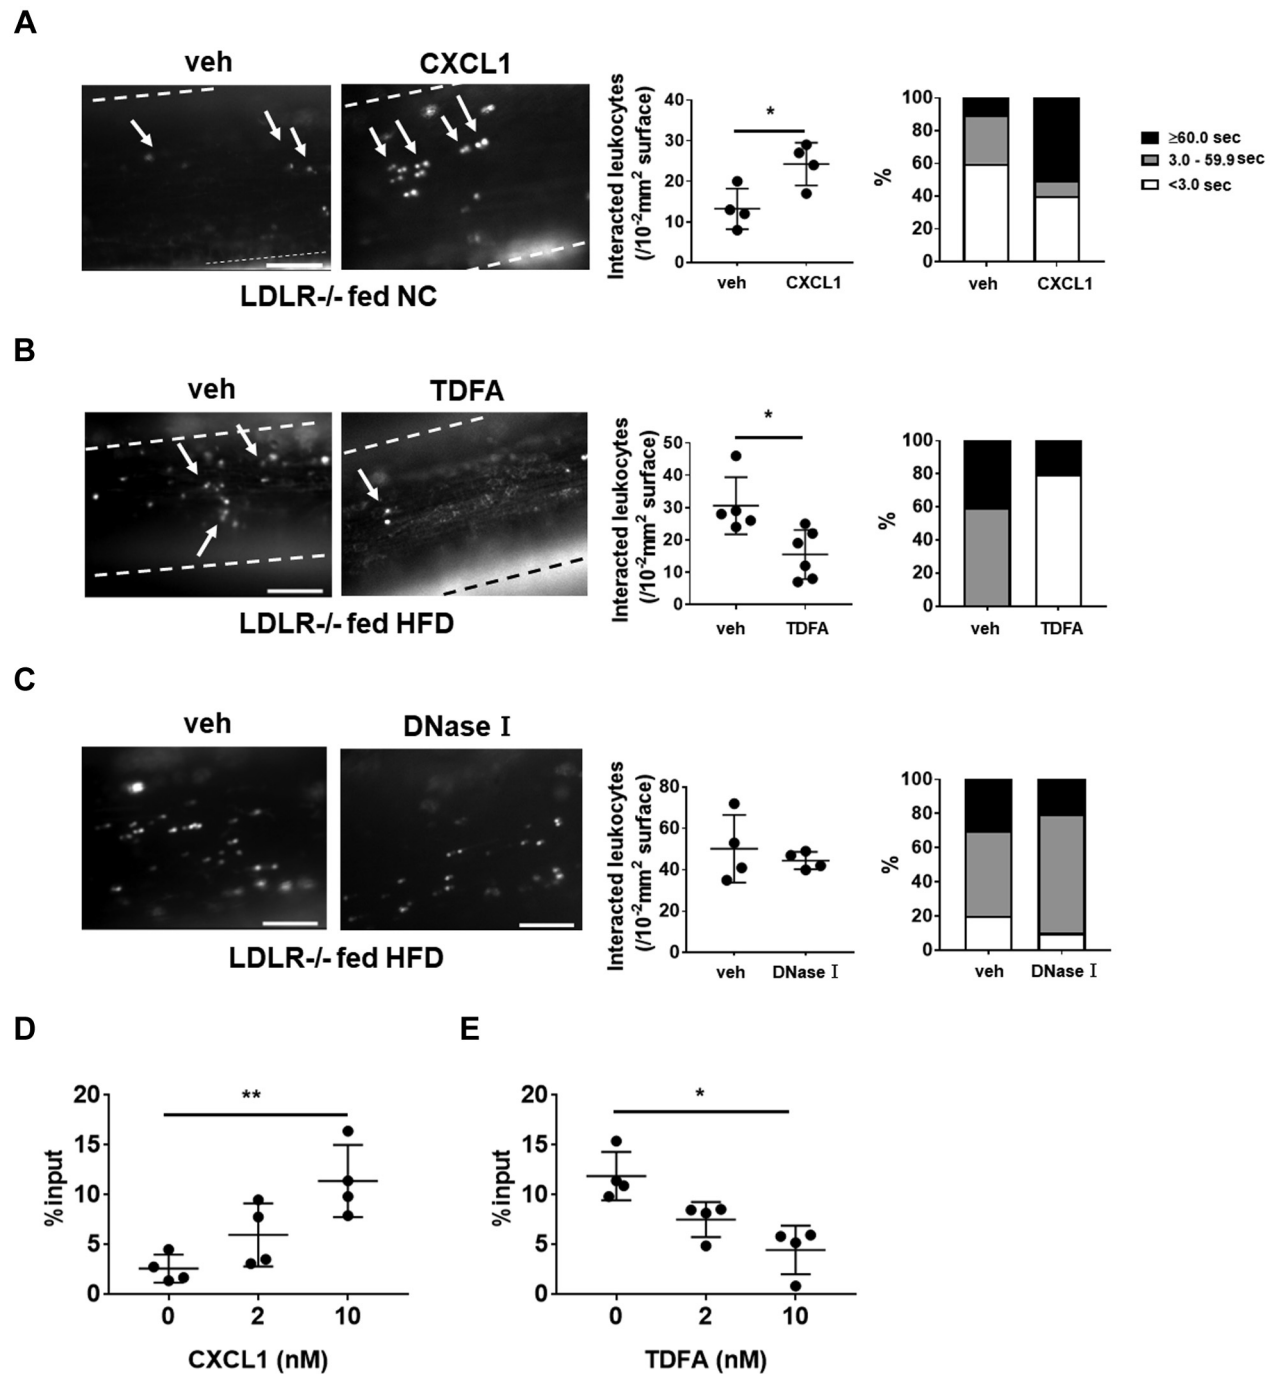 A
veh
CXCL1
LDLR-/- fed NC
Interacted leukocytes
(/10-2mm2 surface)
40
30
20
10
0
*
veh
CXCL1
%
100
80
60
40
20
0
veh
CXCL1
≥60.0 sec
3.0 - 59.9 sec
<3.0 sec
B
veh
TDFA
LDLR-/- fed HFD
Interacted leukocytes
(/10-2mm2 surface)
50
40
30
20
10
0
*
veh
TDFA
%
100
80
60
40
20
0
veh
TDFA
C
veh
DNase I
LDLR-/- fed HFD
Interacted leukocytes
(/10-2mm2 surface)
80
60
40
20
0
veh
DNase I
%
100
80
60
40
20
0
veh
DNase I
D
% input
20
15
10
5
0
**
0
2
10
CXCL1 (nM)
E
% input
20
15
10
5
0
*
0
2
10
TDFA (nM)